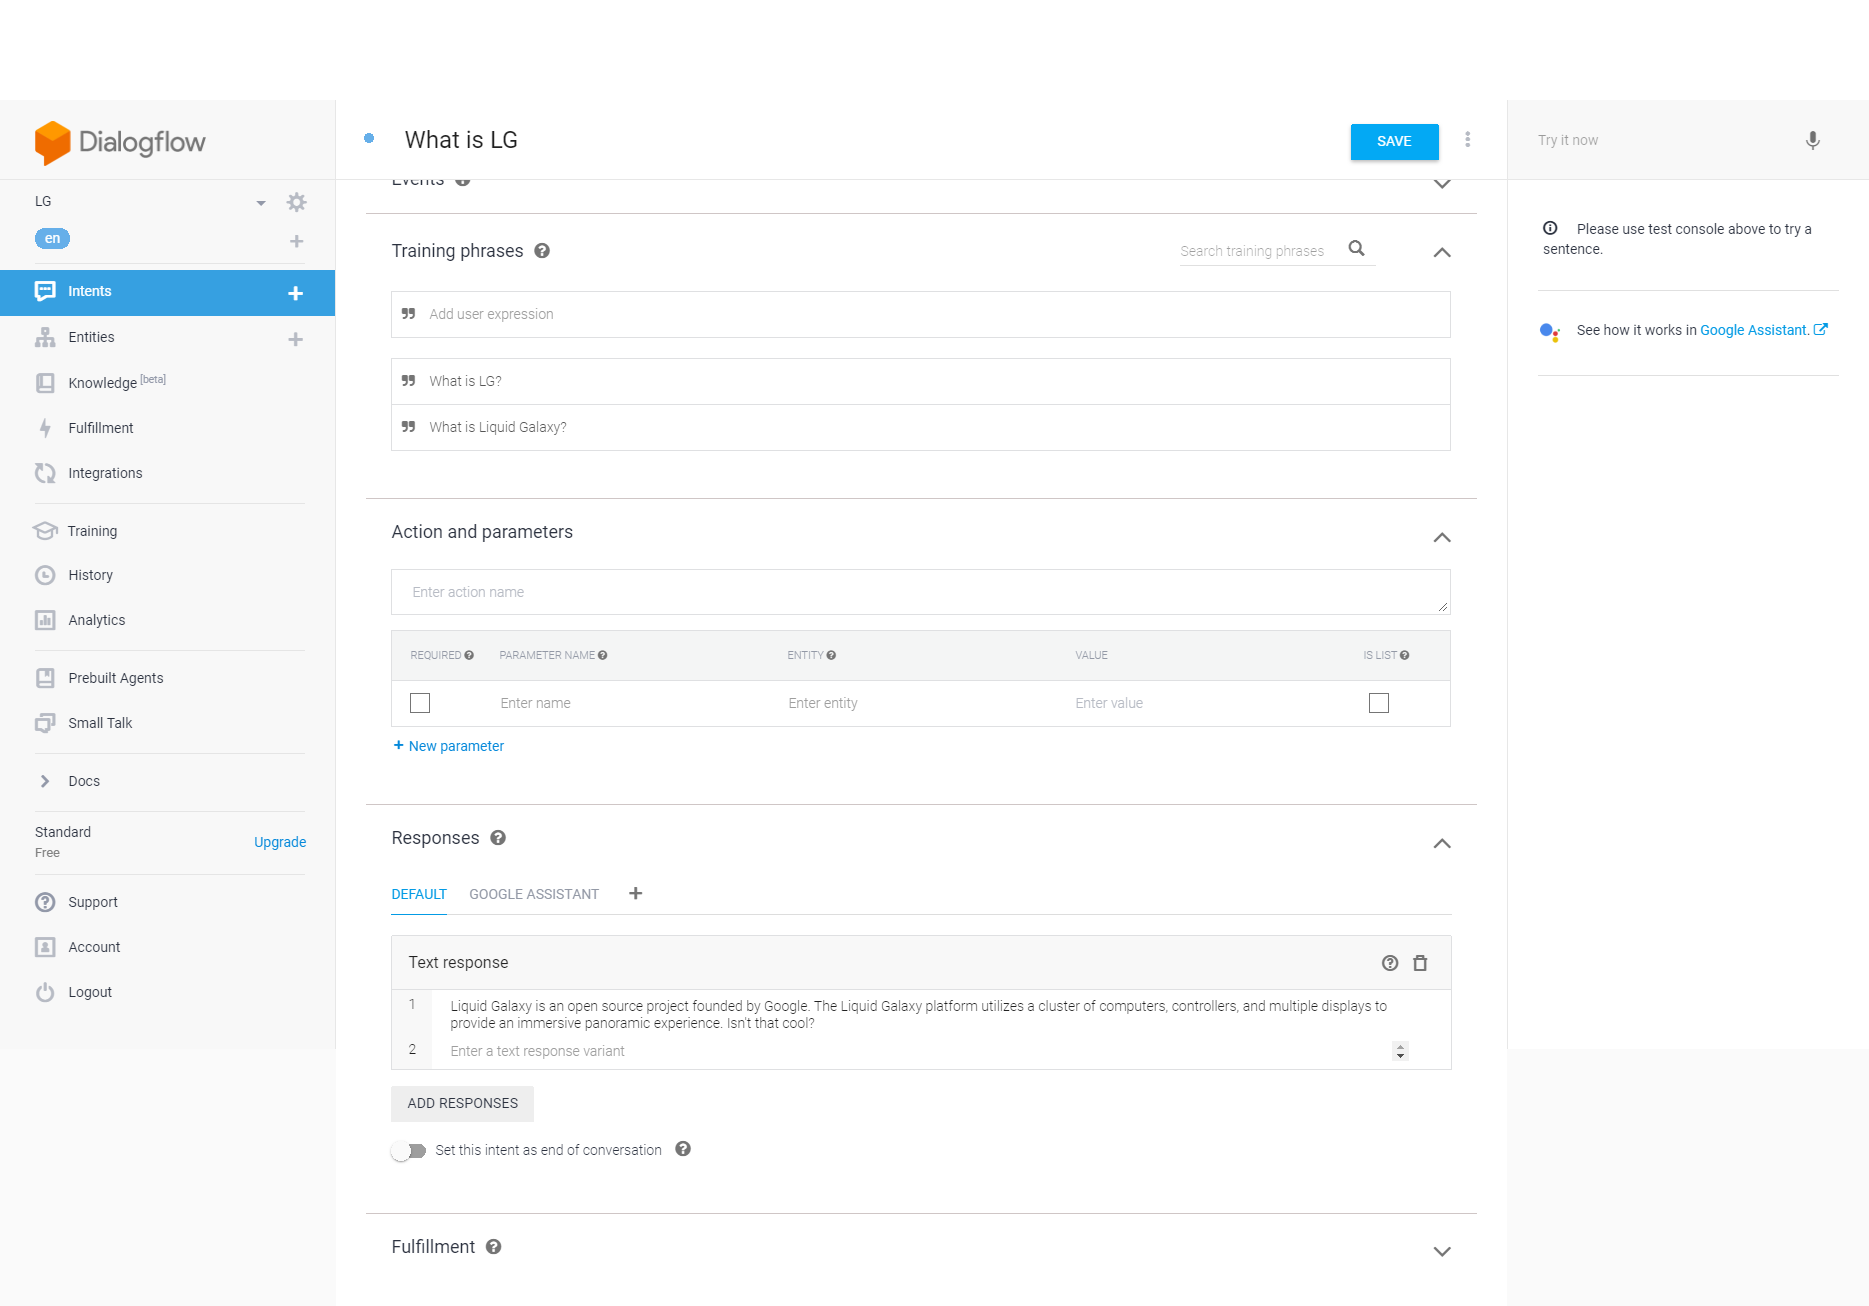 Dialogflow
LG
en
Intents
Entities
Knowledge [beta]
Fulfillment
Integrations
Training
History
Analytics
Prebuilt Agents
Small Talk
Docs
Standard
Free
Upgrade
Support
Account
Logout
What is LG
SAVE
Events
Training phrases
Search training phrases
Add user expression
What is LG?
What is Liquid Galaxy?
Action and parameters
Enter action name
REQUIRED PARAMETER NAME ENTITY VALUE IS LIST
Enter name Enter entity Enter value
+ New parameter
Responses
DEFAULT GOOGLE ASSISTANT +
Text response
1 Liquid Galaxy is an open source project founded by Google. The Liquid Galaxy platform utilizes a cluster of computers, controllers, and multiple displays to
provide an immersive panoramic experience. Isn't that cool?
2 Enter a text response variant
ADD RESPONSES
Set this intent as end of conversation
Fulfillment
Try it now
Please use test console above to try a
sentence.
See how it works in Google Assistant.